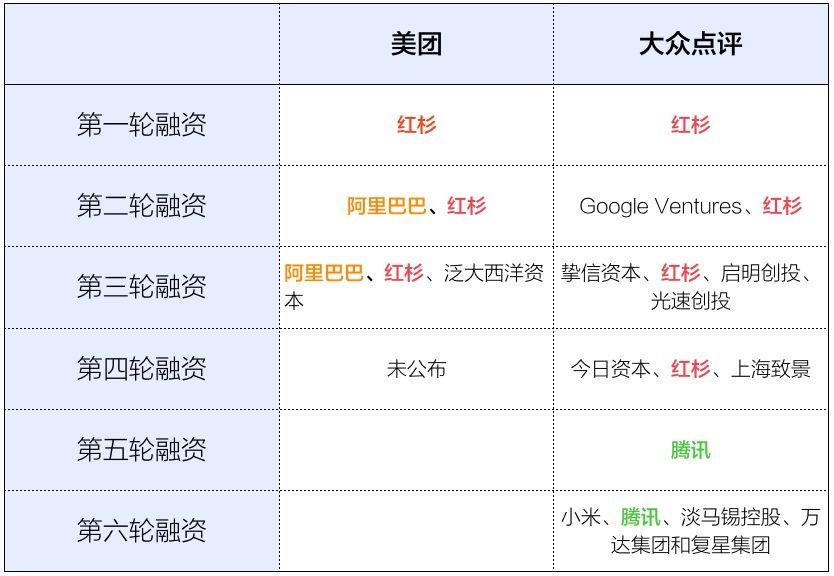 美团
大众点评
第一轮融资
红杉
红杉
第二轮融资
阿里巴巴、红杉
Google Ventures、红杉
第三轮融资
阿里巴巴、红杉、泛大西洋资
本
挚信资本、红杉、启明创投、
光速创投
第四轮融资
未公布
今日资本、红杉、上海致景
第五轮融资
腾讯
第六轮融资
小米、腾讯、淡马锡控股、万
达集团和复星集团